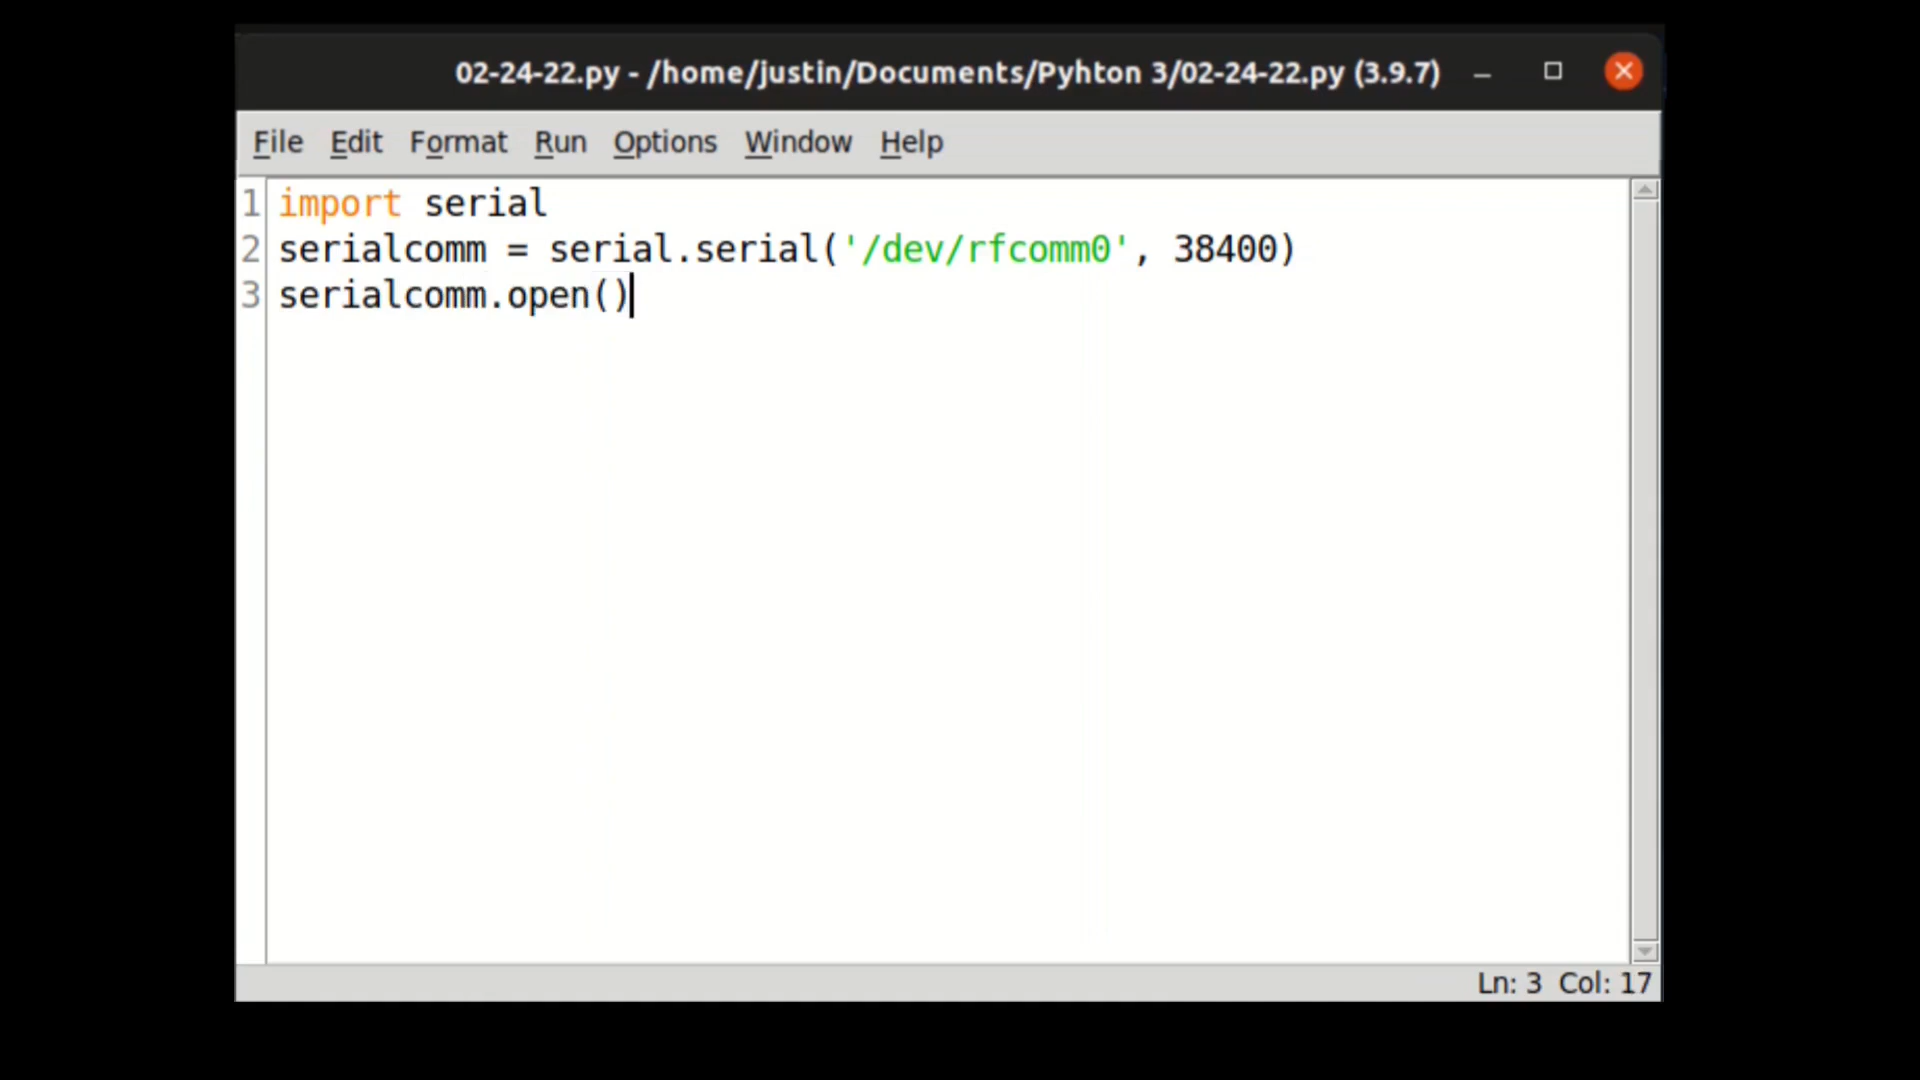 02-24-22.py - /home/justin/Documents/Pyhton 3/02-24-22.py (3.9.7)
File Edit Format Run Options Window Help
1 import serial
2 serialcomm = serial.serial('/dev/rfcomm0', 38400)
3 serialcomm.open()
Ln: 3 Col: 17